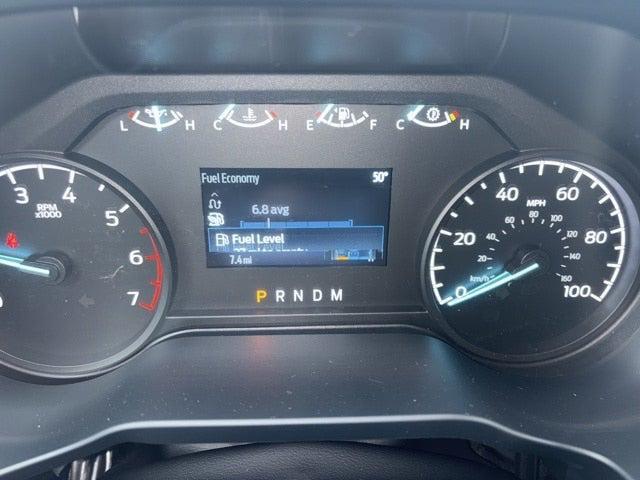 L H C H E F C H
Fuel Economy 50°
6.8 avg
Fuel Level
7.4 mi
P R N D M
3 4 5 6 7
RPM
x1000
0 20 40 60 80 100
MPH
20 40 60 80 100 120 140 160
km/h